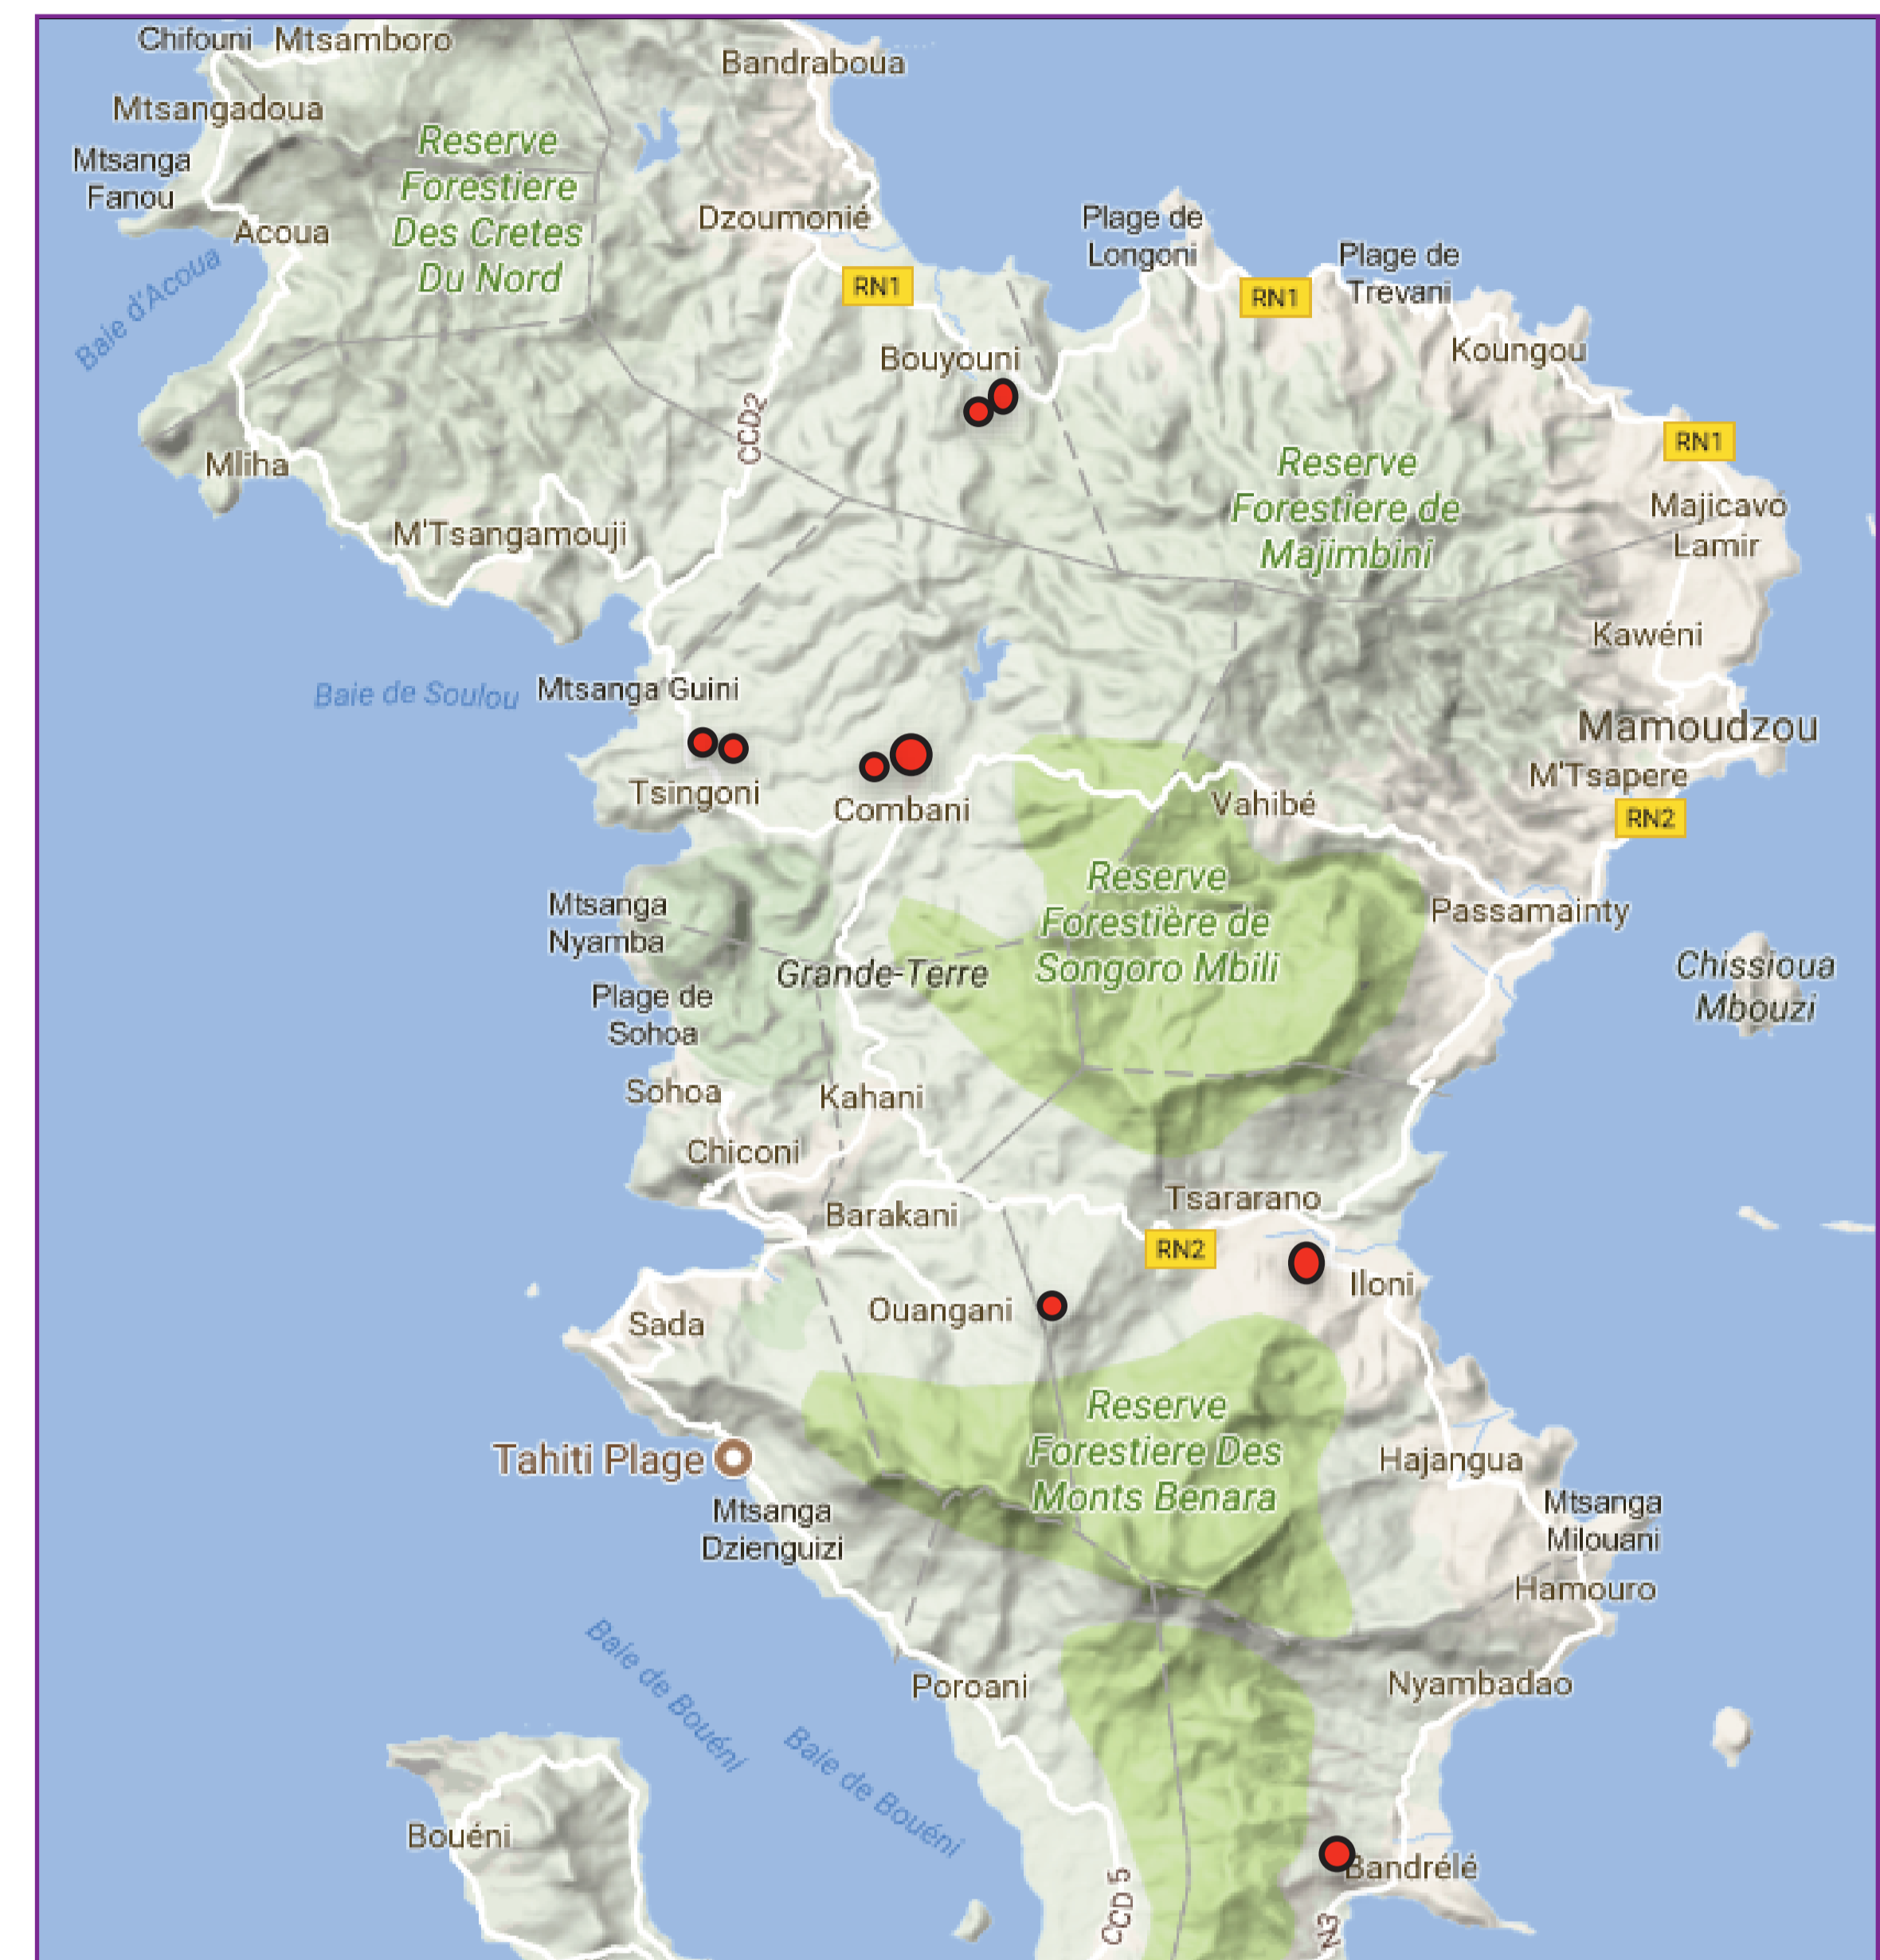 Chifouni
Mtsamboro
Bandraboua
Mtsangadoua
Reserve
Forestiere
Des Cretes
Du Nord
Mtsanga
Fanou
Acoua
Dzoumonié
Plage de
Longoni
Plage de
Trevani
Baie d'Acoua
RN1
RN1
Bouyouni
Koungou
CCD2
RN1
Mliha
Reserve
Forestiere de
Majimbini
Majicavo
Lamir
M'Tsangamouji
Kawéni
Baie de Soulou
Mtsanga Guini
Mamoudzou
M'Tsapere
Tsingoni
Combani
Vahibé
RN2
Reserve
Forestière de
Songoro Mbili
Mtsanga
Nyamba
Passamainty
Grande-Terre
Chissioua
Mbouzi
Plage de
Sohoa
Sohoa
Kahani
Chiconi
Tsararano
Barakani
RN2
Iloni
Ouangani
Sada
Reserve
Forestiere Des
Monts Benara
Tahiti Plage
Hajangua
Mtsanga
Dzienguizi
Mtsanga
Milouani
Hamouro
Baie de Bouéni
Poroani
Nyambadao
Baie de Bouéni
Bouéni
Bandrélé
CCD 5
N3